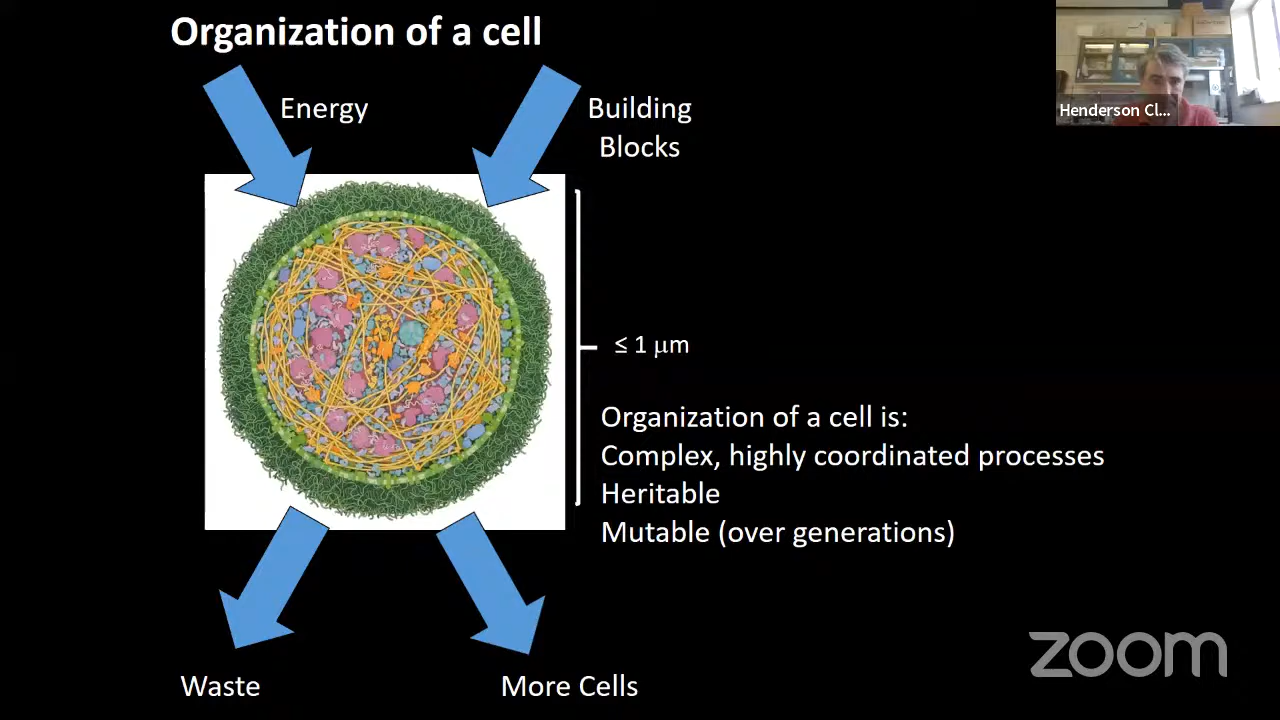 Organization of a cell
Energy
Building
Blocks
Henderson Cl...
≤ 1 μm
Organization of a cell is:
Complex, highly coordinated processes
Heritable
Mutable (over generations)
Waste
More Cells
zoom